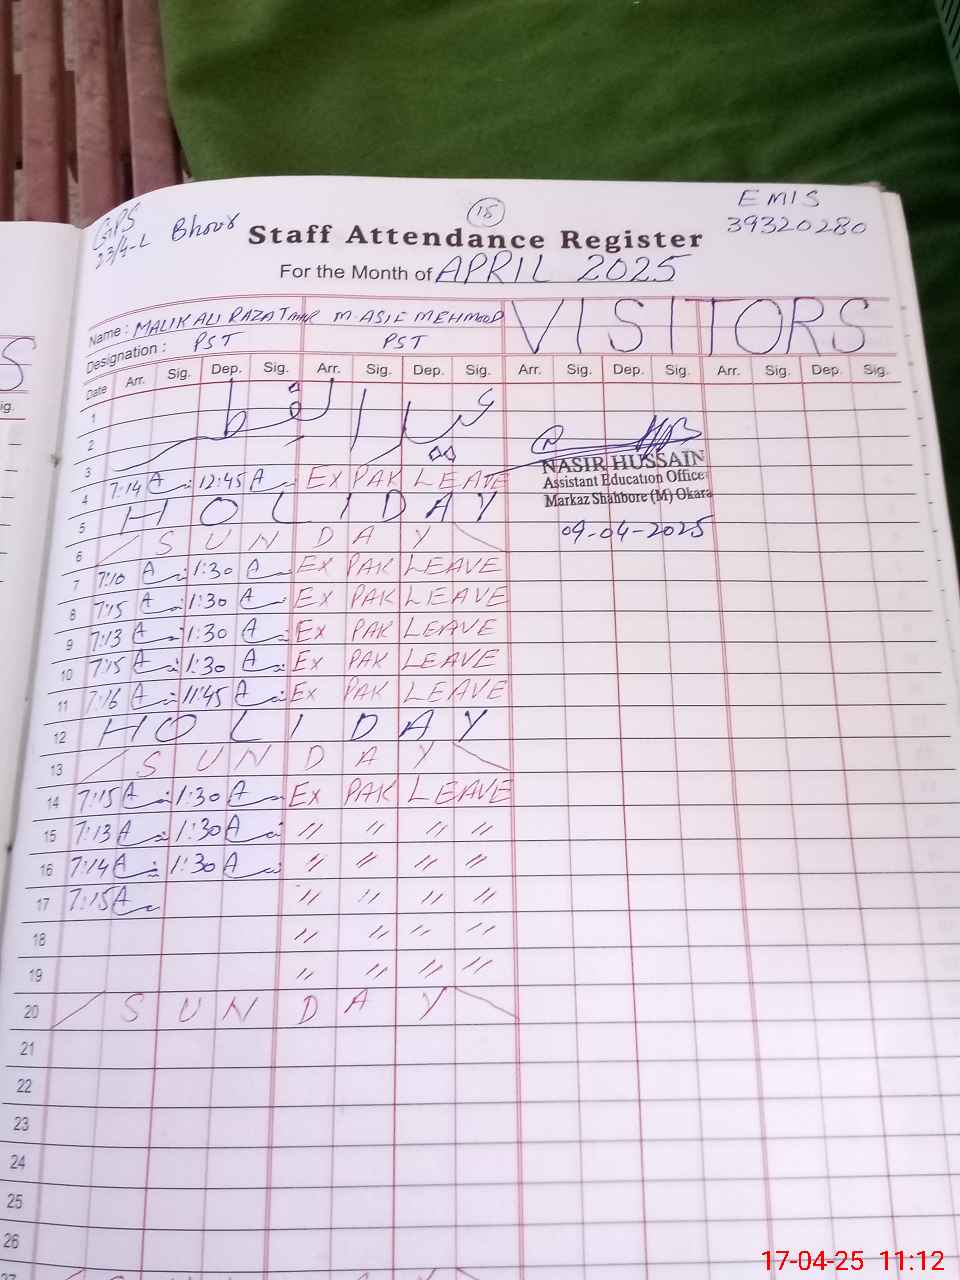 GPS
23/4-L Bhour
18
EMIS
39320280
Staff Attendance Register
For the Month of APRIL 2025
Name : MALIK ALI RAZA TAHIR M. ASIF MEHMOOD VISITORS
Designation : PST PST
Date Arr. Sig. Dep. Sig. Arr. Sig. Dep. Sig. Arr. Sig. Dep. Sig. Arr. Sig. Dep. Sig.
1
2
3
4 7:14 12:45 EX PAK LEAVE
NASIR HUSSAIN
Assistant Education Officer
Markaz Shahbore (M) Okara
09-04-2025
5 HOLIDAY
6 SUNDAY
7 7:10 1:30 EX PAK LEAVE
8 7:15 1:30 EX PAK LEAVE
9 7:13 1:30 EX PAK LEAVE
10 7:15 1:30 EX PAK LEAVE
11 7:16 11:45 EX PAK LEAVE
12 HOLIDAY
13 SUNDAY
14 7:15 1:30 EX PAK LEAVE
15 7:13 1:30 〃 〃 〃 〃
16 7:14 1:30 〃 〃 〃 〃
17 7:15 〃 〃 〃 〃
18 〃 〃 〃 〃
19 〃 〃 〃 〃
20 SUNDAY
21
22
23
24
25
26
27
17-04-25 11:12